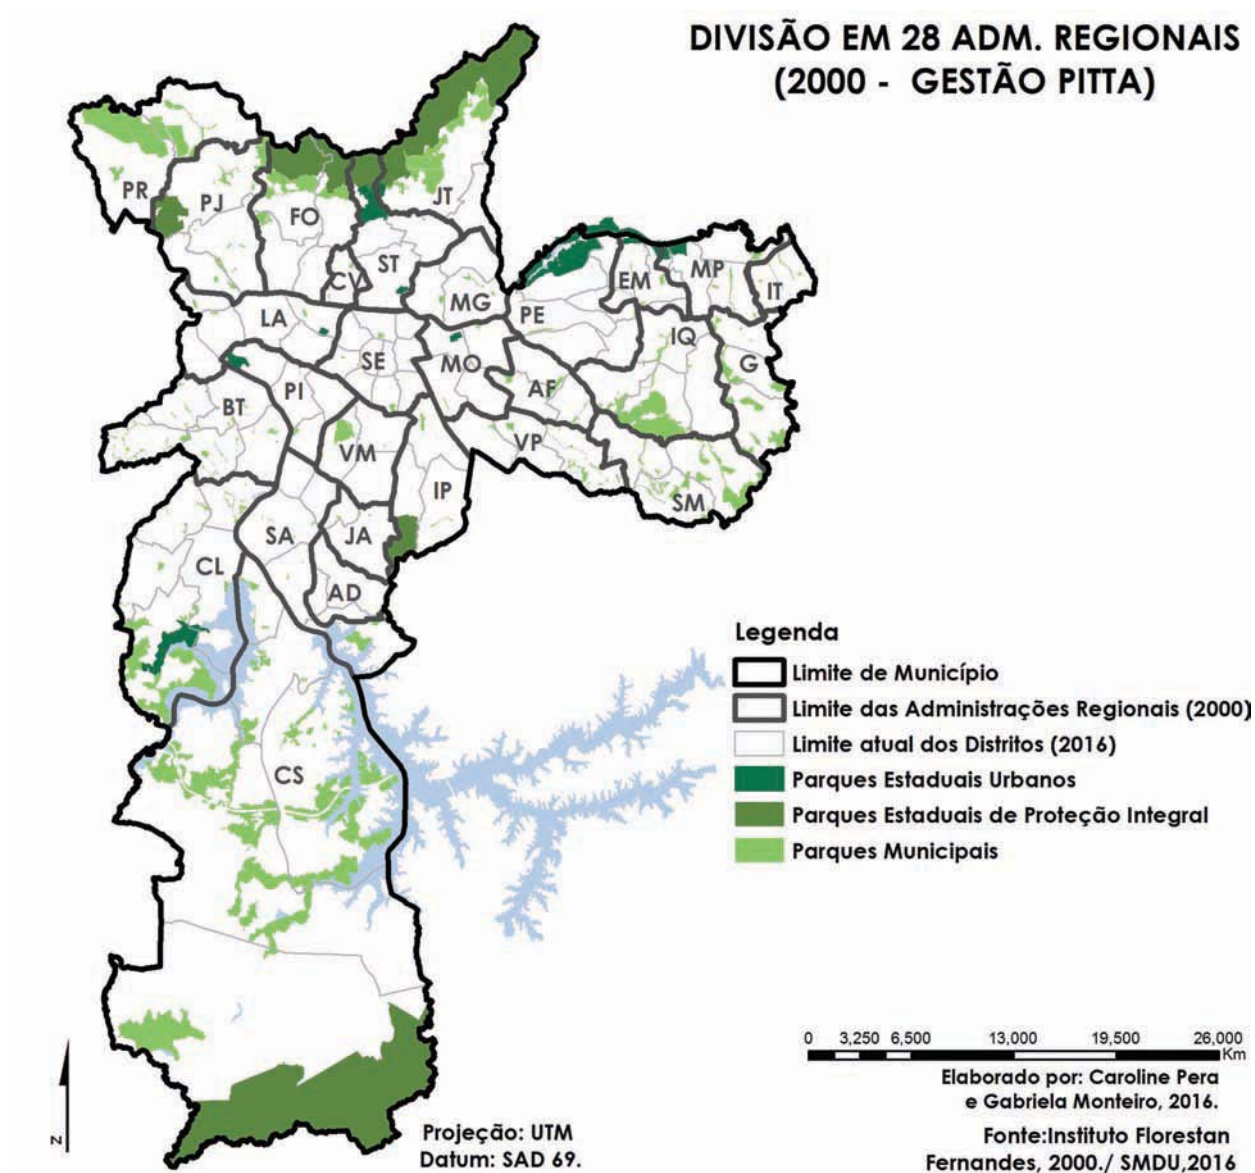 DIVISÃO EM 28 ADM. REGIONAIS
(2000 - GESTÃO PITTA)
PR
PJ
FO
JT
CV
ST
MG
EM
MP
IT
LA
SE
MO
PE
IQ
G
AF
PI
BT
VM
VP
IP
SM
SA
JA
CL
AD
CS
Legenda
Limite de Município
Limite das Administrações Regionais (2000)
Limite atual dos Distritos (2016)
Parques Estaduais Urbanos
Parques Estaduais de Proteção Integral
Parques Municipais
0 3,250 6,500 13,000 19,500 26,000
Km
Elaborado por: Caroline Pera
e Gabriela Monteiro, 2016.
Fonte:Instituto Florestan
Fernandes, 2000./ SMDU,2016
Projeção: UTM
Datum: SAD 69.
N